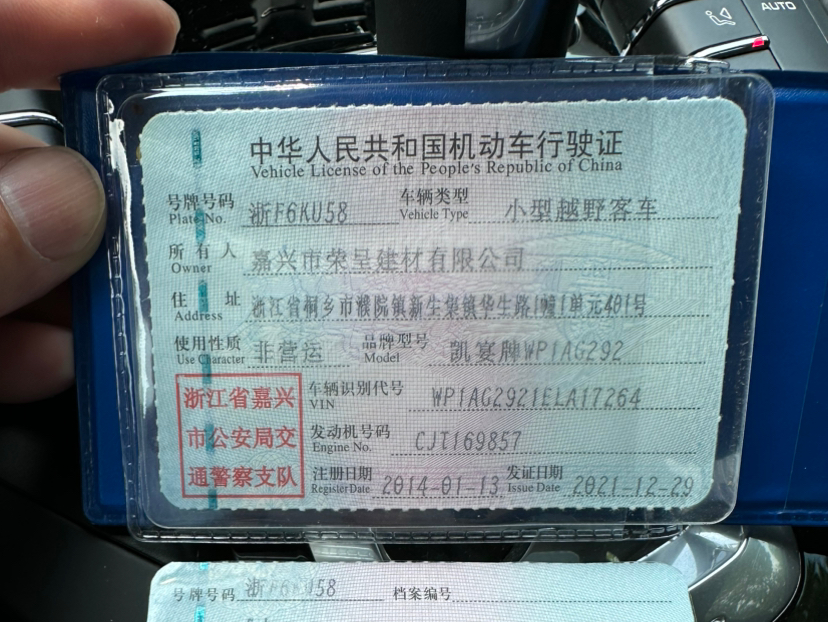 AUTO
中华人民共和国机动车行驶证
Vehicle License of the People's Republic of China
号牌号码 浙F6KU58 车辆类型 小型越野客车
Plate No. Vehicle Type
所有人 嘉兴市荣呈建材有限公司
Owner
住址 浙江省桐乡市濮院镇新生集镇华生路1幢1单元401号
Address
使用性质 非营运 品牌型号 凯宴牌WP1AG292
Use Character Model
浙江省嘉兴
市公安局交
通警察支队
车辆识别代号 WP1AG2921ELA17264
VIN
发动机号码 CJT169857
Engine No.
注册日期 2014-01-13 发证日期 2021-12-29
Register Date Issue Date
号牌号码 浙F6KU58 档案编号